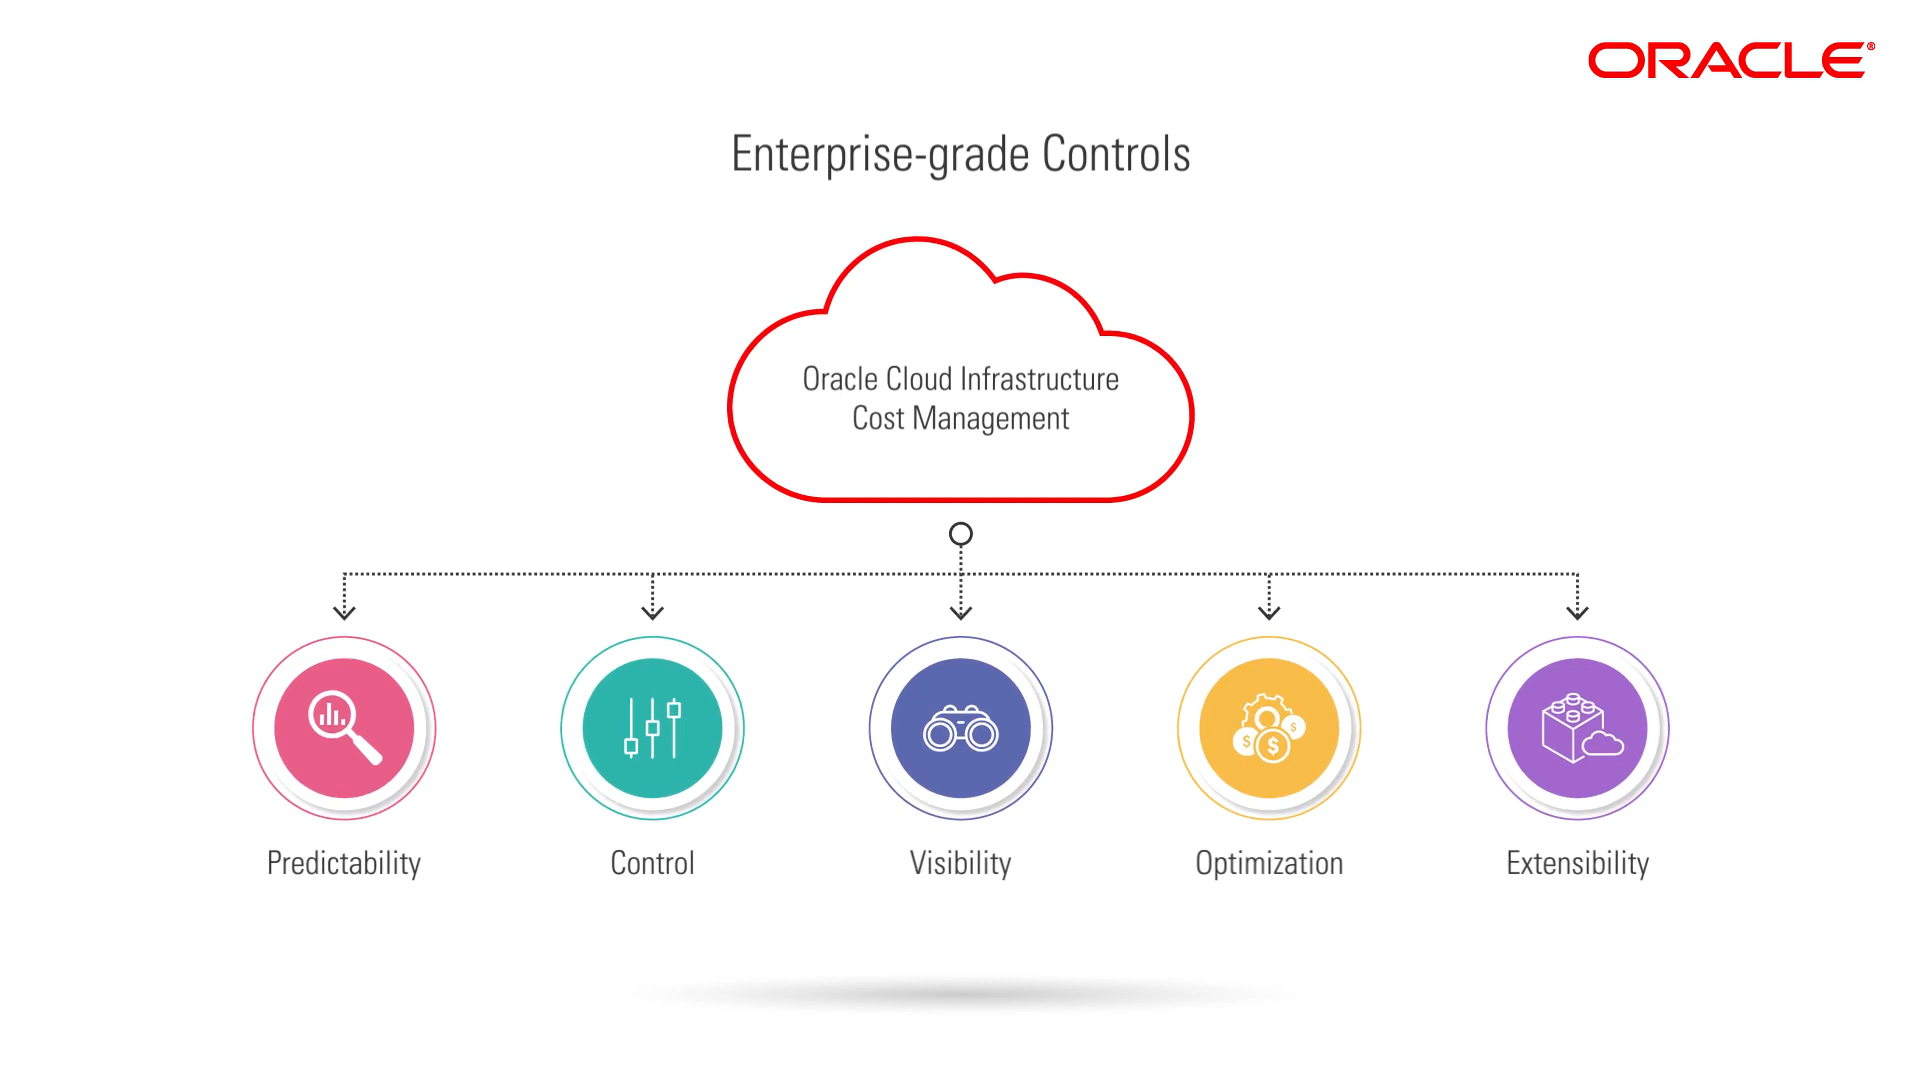 ORACLE®
Enterprise-grade Controls
Oracle Cloud Infrastructure
Cost Management
$ $ $
Predictability
Control
Visibility
Optimization
Extensibility